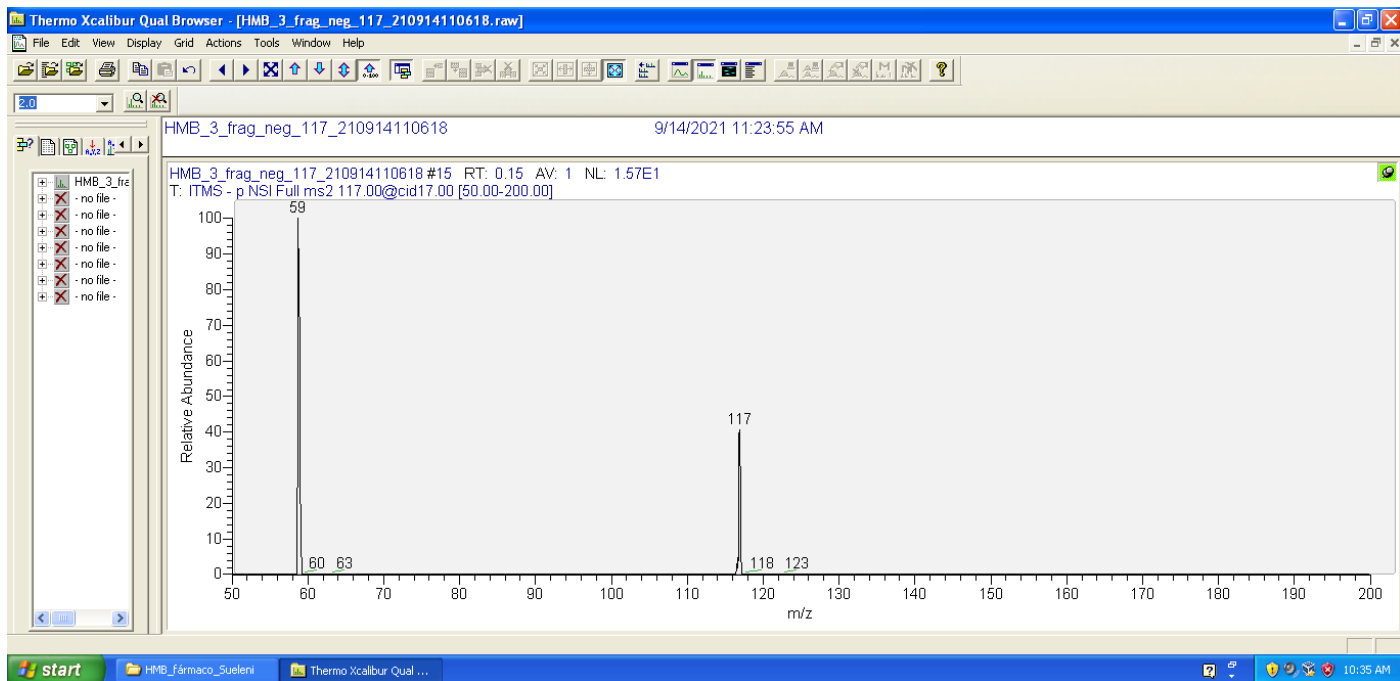 Thermo Xcalibur Qual Browser - [HMB_3_frag_neg_117_210914110618.raw]
File Edit View Display Grid Actions Tools Window Help
2.0
HMB_3_frag_neg_117_210914110618 9/14/2021 11:23:55 AM
HMB_3_fra
- no file -
- no file -
- no file -
- no file -
- no file -
- no file -
- no file -
HMB_3_frag_neg_117_210914110618 #15 RT: 0.15 AV: 1 NL: 1.57E1
T: ITMS - p NSI Full ms2 117.00@cid17.00 [50.00-200.00]
59
100
90
80
70
60
50
40
30
20
10
0
Relative Abundance
60 63
117
118 123
50 60 70 80 90 100 110 120 130 140 150 160 170 180 190 200
m/z
start HMB_fármaco_Sueleni Thermo Xcalibur Qual ... 10:35 AM